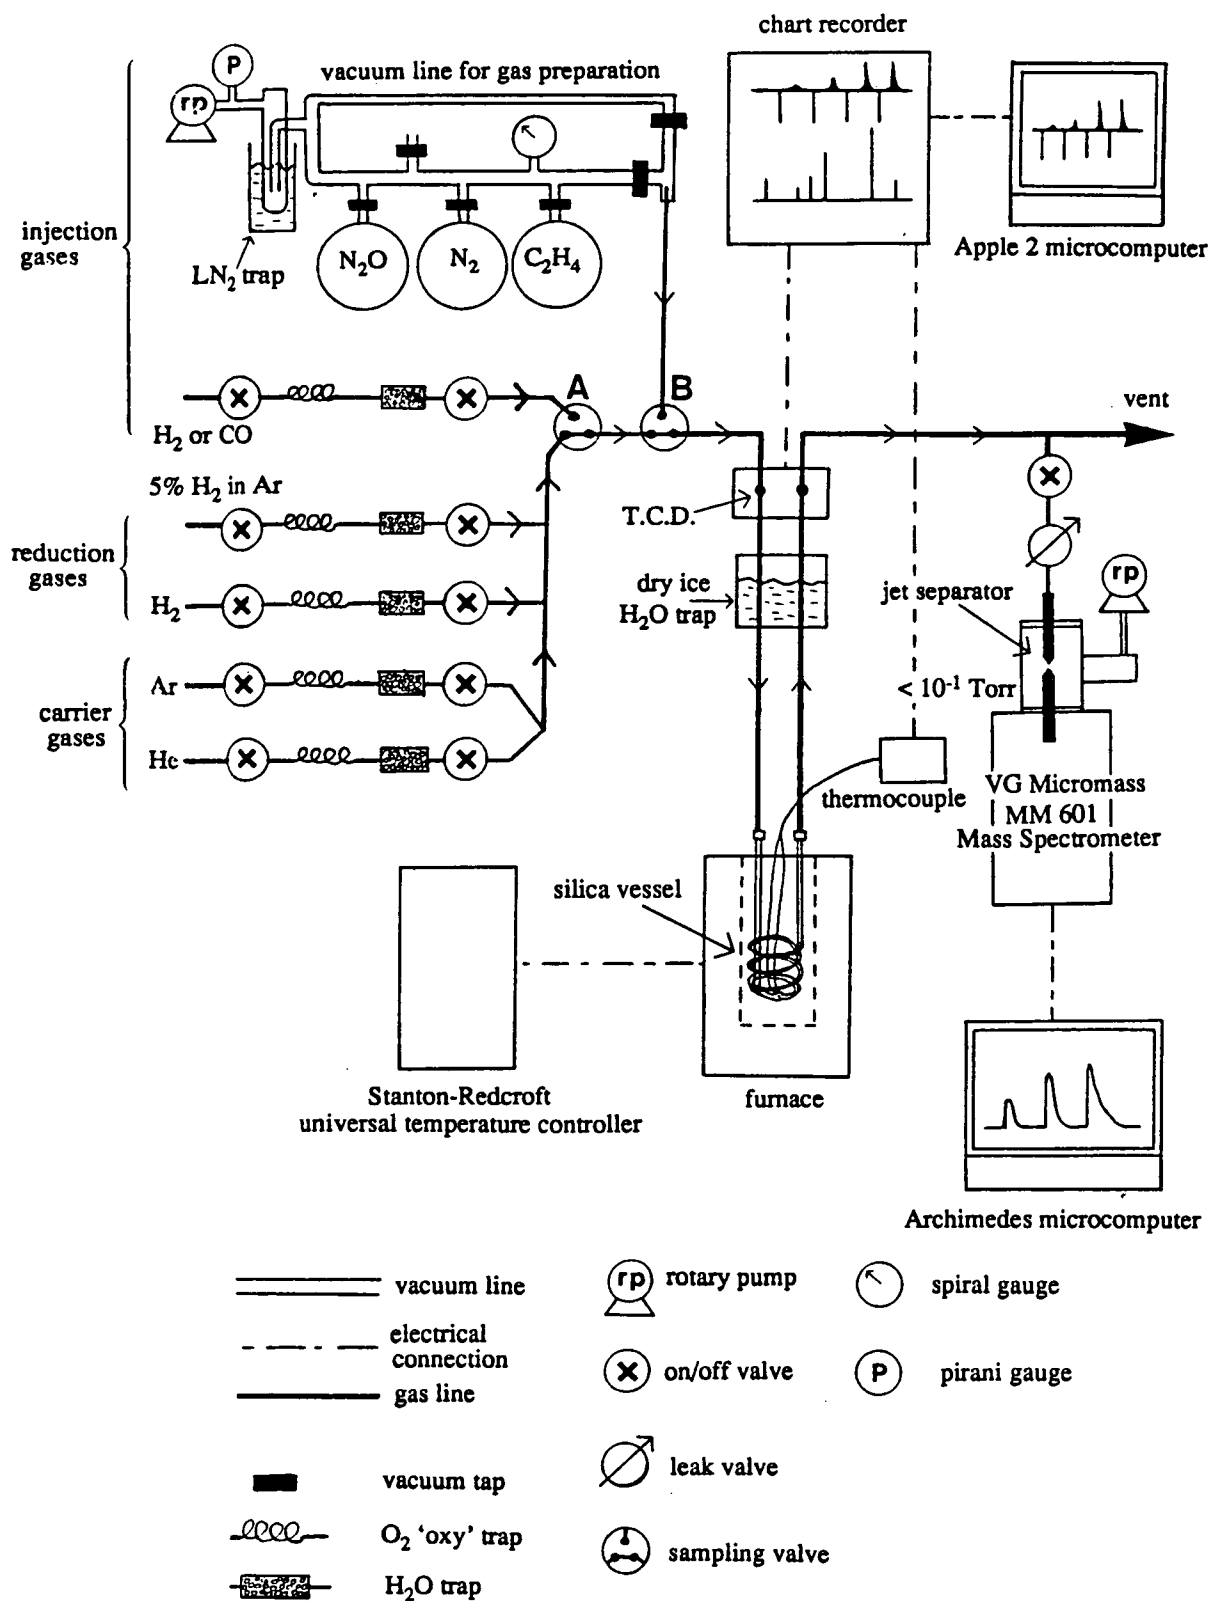 chart recorder
P
rp
vacuum line for gas preparation
injection
gases
LN2 trap
N2O
N2
C2H4
Apple 2 microcomputer
A
B
vent
H2 or CO
5% H2 in Ar
T.C.D.
reduction
gases
H2
dry ice
H2O trap
rp
jet separator
Ar
< 10-1 Torr
carrier
gases
He
thermocouple
VG Micromass
MM 601
Mass Spectrometer
silica vessel
Stanton-Redcroft
universal temperature controller
furnace
Archimedes microcomputer
vacuum line
rp
rotary pump
spiral gauge
electrical
connection
gas line
on/off valve
P
pirani gauge
vacuum tap
leak valve
O2 ‘oxy’ trap
sampling valve
H2O trap